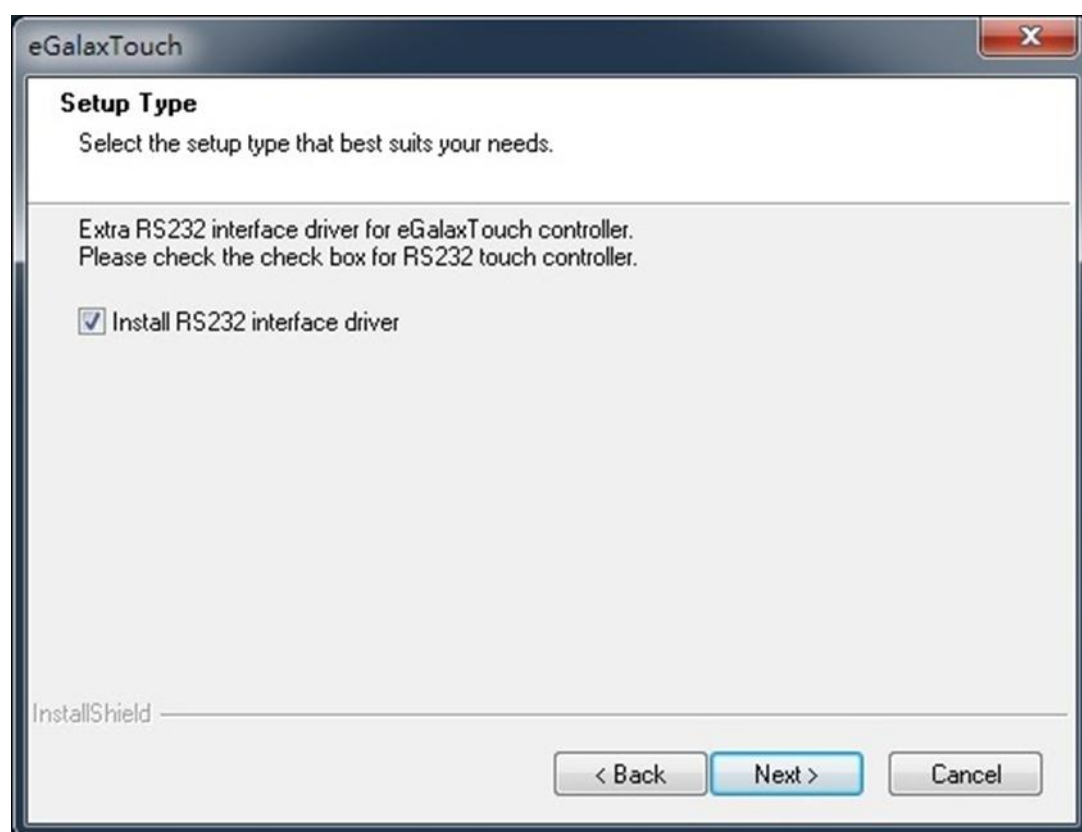 eGalaxTouch
Setup Type
Select the setup type that best suits your needs.
Extra RS232 interface driver for eGalaxTouch controller.
Please check the check box for RS232 touch controller.
Install RS232 interface driver
InstallShield
< Back Next > Cancel